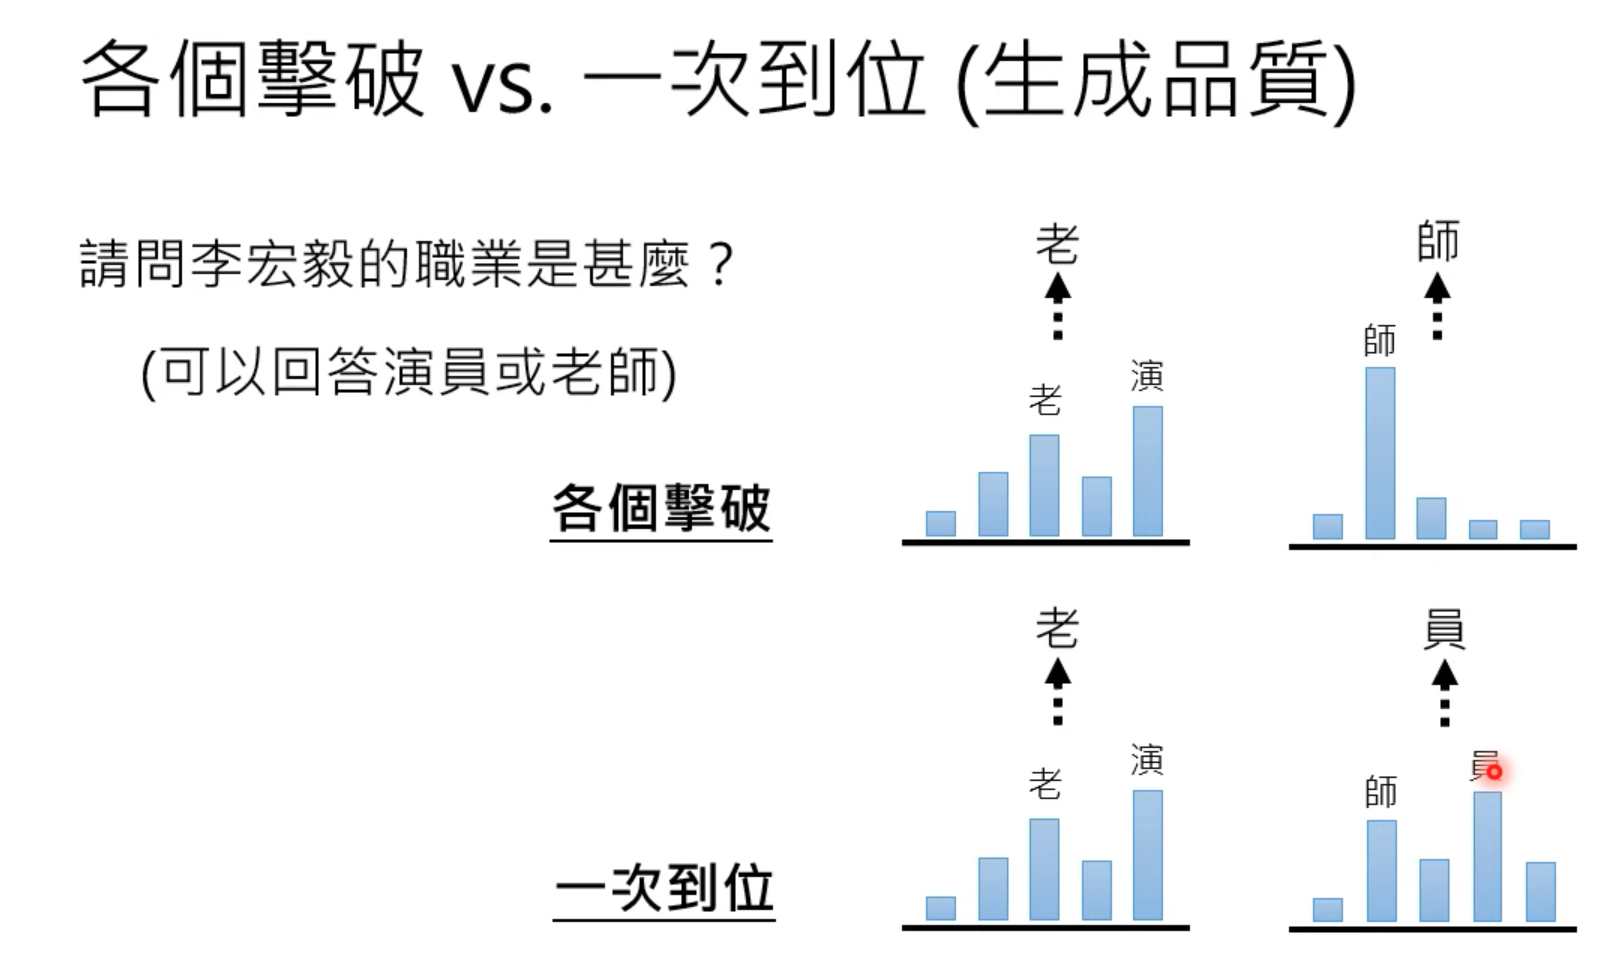 各個擊破 vs. 一次到位 (生成品質)
請問李宏毅的職業是甚麼？
(可以回答演員或老師)
各個擊破
老
老
演
師
師
一次到位
老
老
演
員
師
員